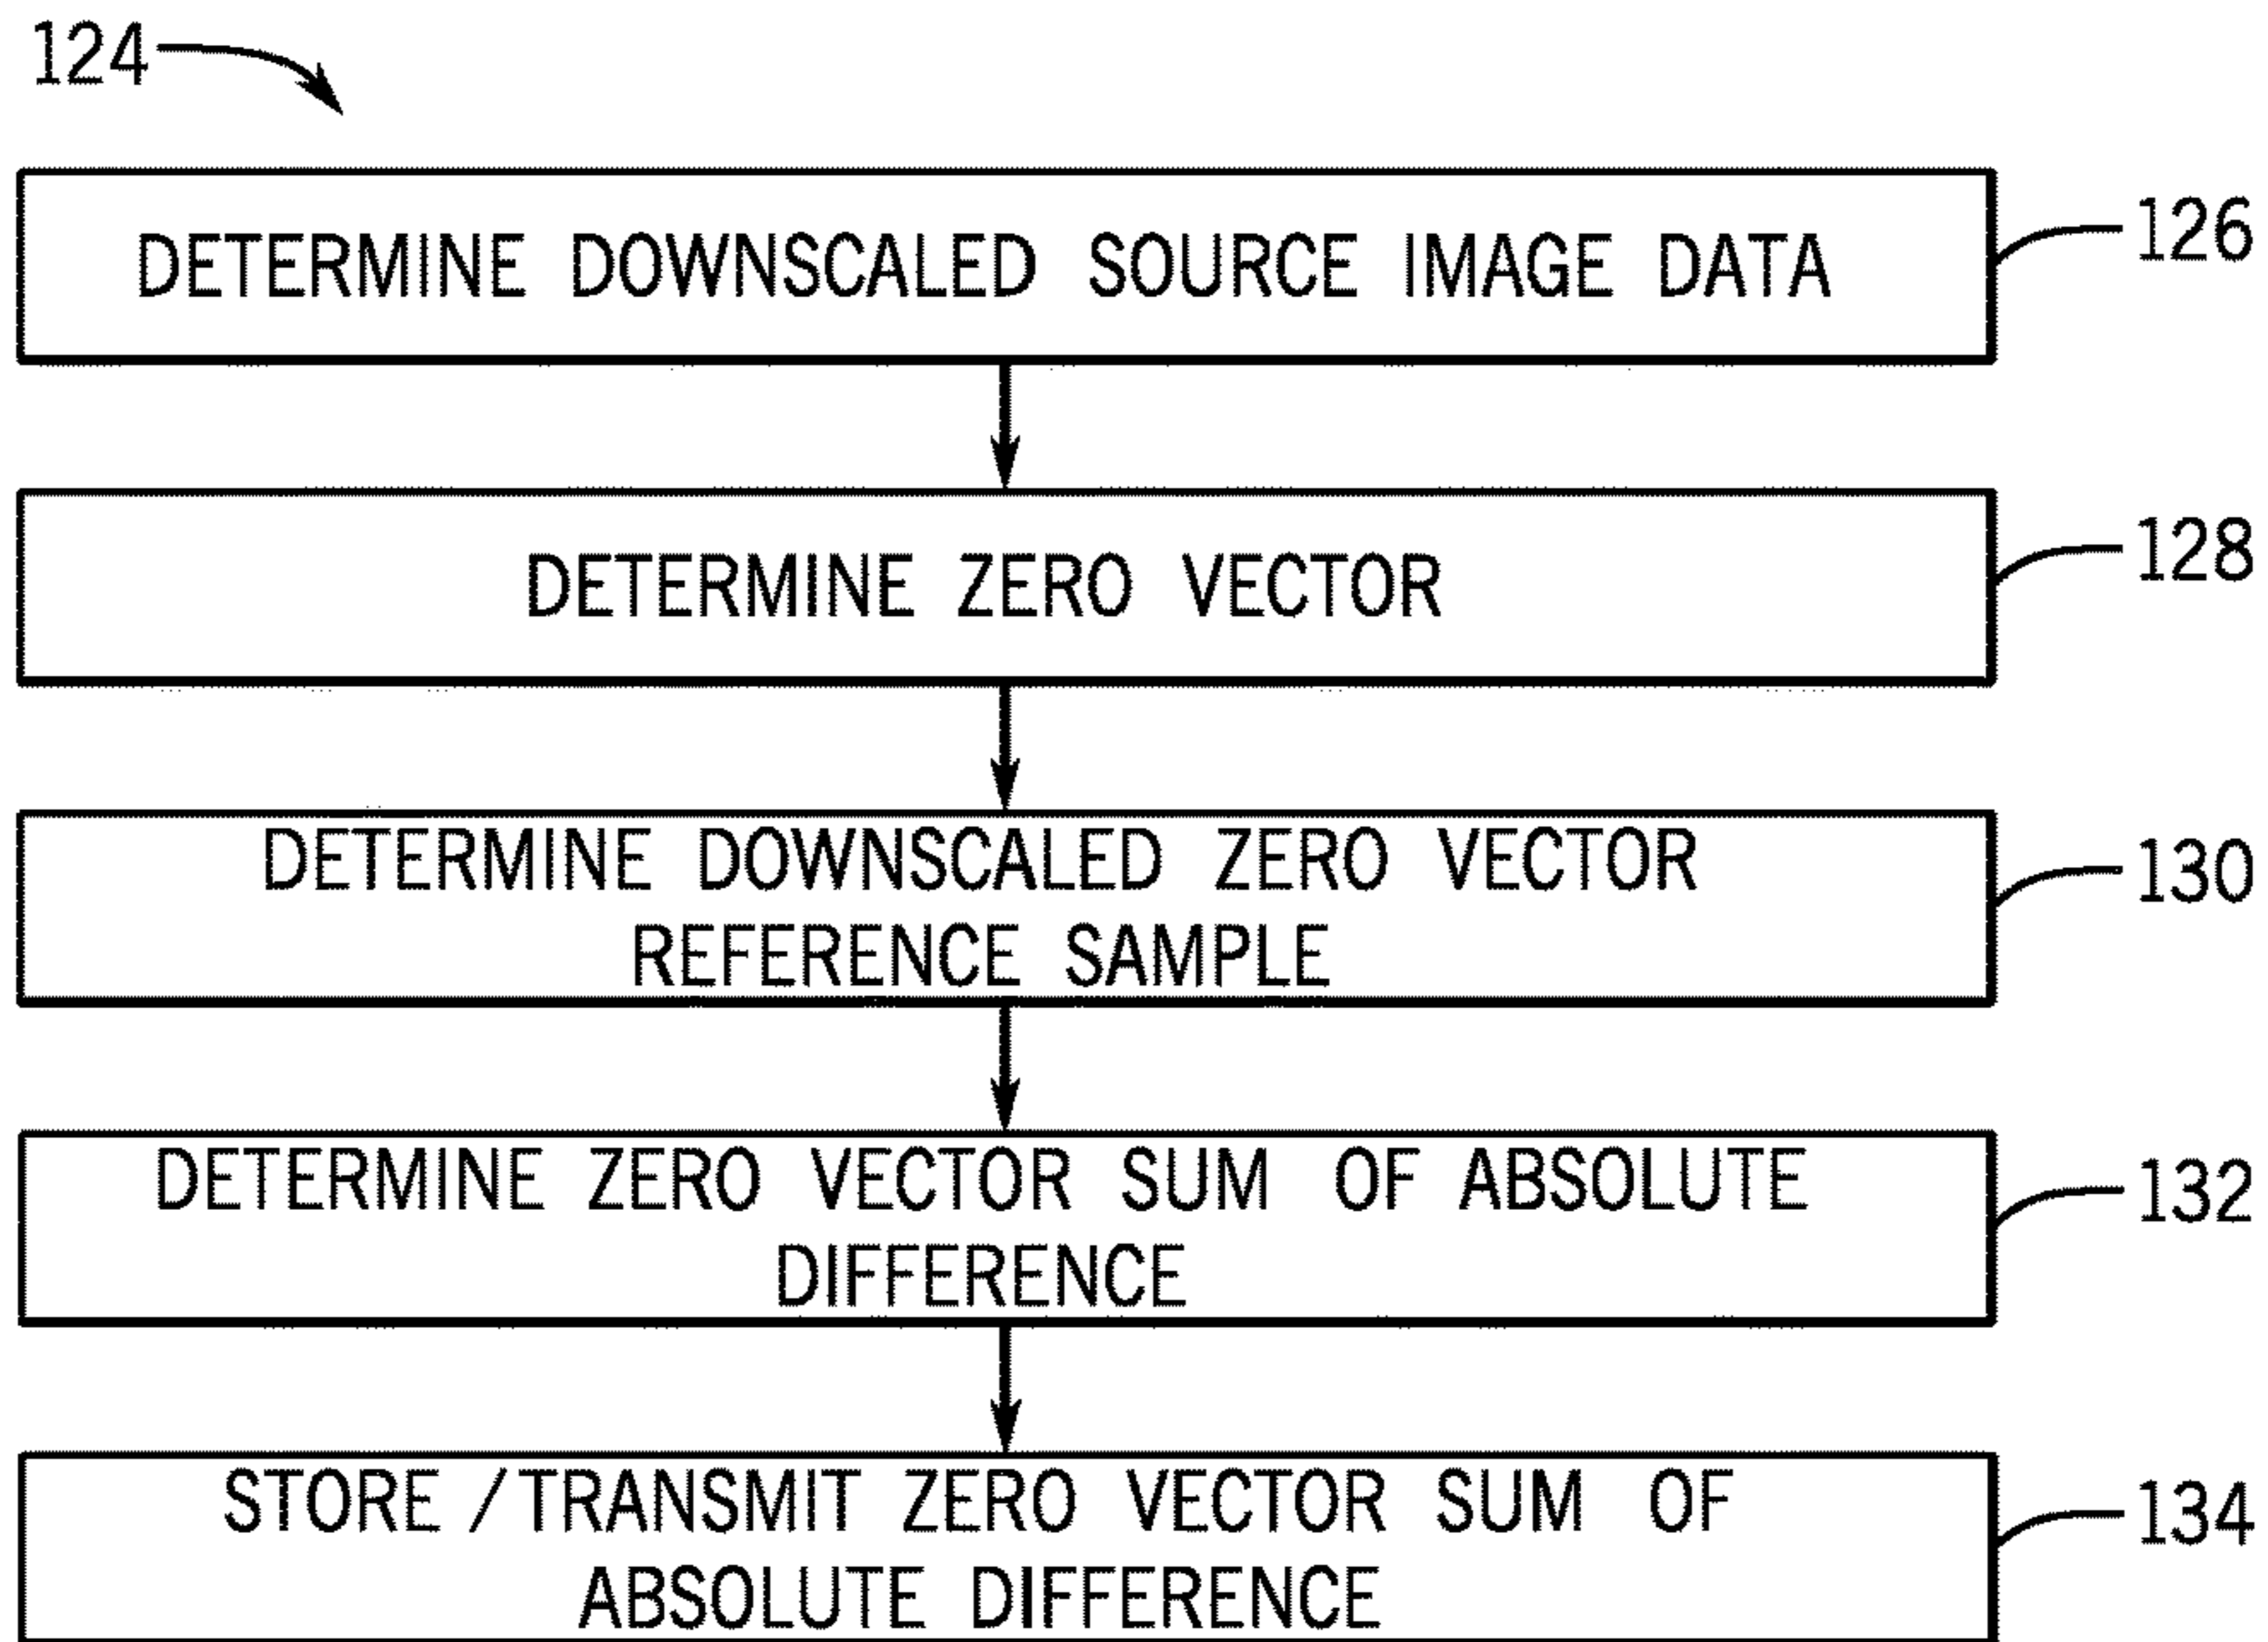 124
DETERMINE DOWNSCALED SOURCE IMAGE DATA
126
DETERMINE ZERO VECTOR
128
DETERMINE DOWNSCALED ZERO VECTOR
REFERENCE SAMPLE
130
DETERMINE ZERO VECTOR SUM OF ABSOLUTE
DIFFERENCE
132
STORE/TRANSMIT ZERO VECTOR SUM OF
ABSOLUTE DIFFERENCE
134